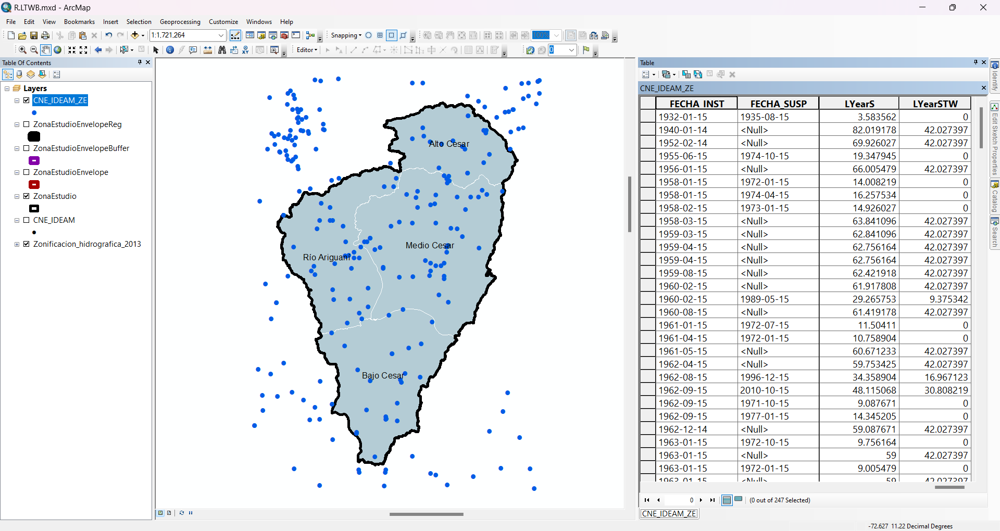 R.LTWB.mxd - ArcMap
File Edit View Bookmarks Insert Selection Geoprocessing Customize Windows Help
1:1,721,264 Snapping 100%
Editor 0
Table Of Contents
Layers
CNE_IDEAM_ZE
ZonaEstudioEnvelopeReg
ZonaEstudioEnvelopeBuffer
ZonaEstudioEnvelope
ZonaEstudio
CNE_IDEAM
Zonificacion_hidrografica_2013
Alto Cesar
Medio Cesar
Río Ariguaní
Bajo Cesar
Table
CNE_IDEAM_ZE
FECHA_INST FECHA_SUSP LYearS LYearSTW
1932-01-15 1935-08-15 3.583562 0
1940-01-14 <Null> 82.019178 42.027397
1952-02-14 <Null> 69.926027 42.027397
1955-06-15 1974-10-15 19.347945 0
1956-01-15 <Null> 66.005479 42.027397
1958-01-15 1972-01-15 14.008219 0
1958-01-15 1974-04-15 16.257534 0
1958-02-15 1973-01-15 14.926027 0
1958-03-15 <Null> 63.841096 42.027397
1959-03-15 <Null> 62.841096 42.027397
1959-04-15 <Null> 62.756164 42.027397
1959-04-15 <Null> 62.756164 42.027397
1959-08-15 <Null> 62.421918 42.027397
1960-02-15 <Null> 61.917808 42.027397
1960-02-15 1989-05-15 29.265753 9.375342
1960-08-15 <Null> 61.419178 42.027397
1961-01-15 1972-07-15 11.50411 0
1961-04-15 1972-01-15 10.758904 0
1961-05-15 <Null> 60.671233 42.027397
1962-04-15 <Null> 59.753425 42.027397
1962-08-15 1996-12-15 34.358904 16.967123
1962-09-15 2010-10-15 48.115068 30.808219
1962-09-15 1971-10-15 9.087671 0
1962-09-15 1977-01-15 14.345205 0
1962-12-14 <Null> 59.087671 42.027397
1963-01-15 1972-10-15 9.756164 0
1963-01-15 <Null> 59 42.027397
1963-01-15 1972-01-15 9.005479 0
1963-01-15 <Null> 59 42.027397
0 (0 out of 247 Selected)
CNE_IDEAM_ZE
Identify
Edit Sketch Properties
Catalog
Search
-72.627 11.22 Decimal Degrees